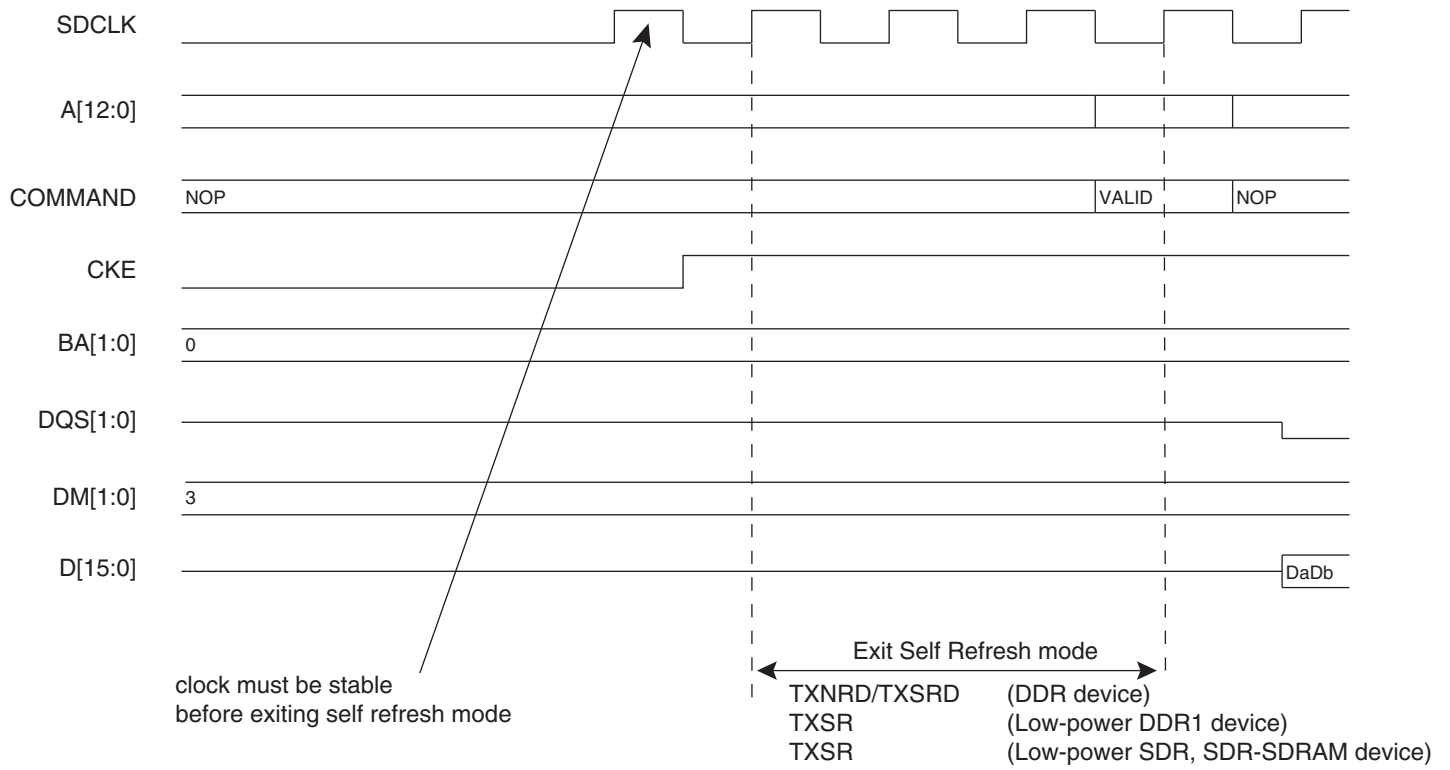 SDCLK
A[12:0]
COMMAND NOP VALID NOP
CKE
BA[1:0] 0
DQS[1:0]
DM[1:0] 3
D[15:0] DaDb
Exit Self Refresh mode
clock must be stable
before exiting self refresh mode
TXNRD/TXSRD (DDR device)
TXSR (Low-power DDR1 device)
TXSR (Low-power SDR, SDR-SDRAM device)